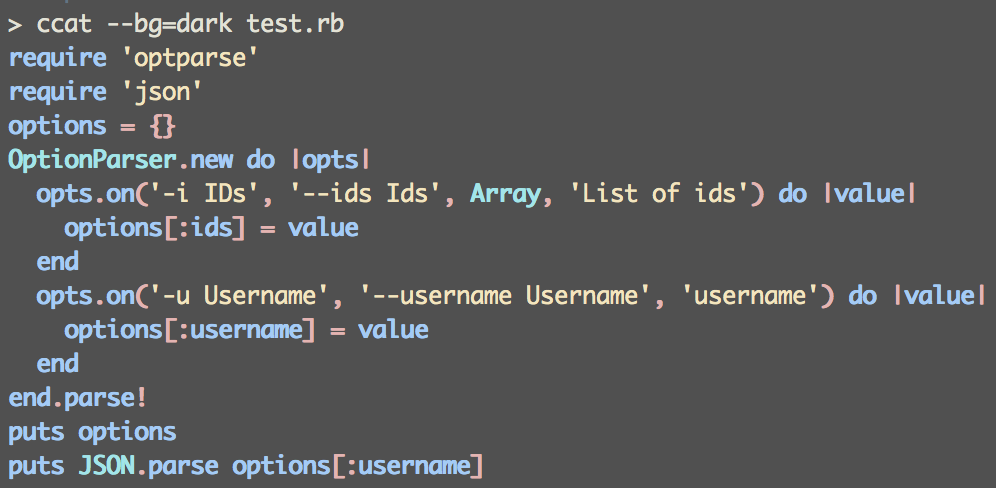 > ccat --bg=dark test.rb
require 'optparse'
require 'json'
options = {}
OptionParser.new do |opts|
  opts.on('-i IDs', '--ids Ids', Array, 'List of ids') do |value|
    options[:ids] = value
  end
  opts.on('-u Username', '--username Username', 'username') do |value|
    options[:username] = value
  end
end.parse!
puts options
puts JSON.parse options[:username]